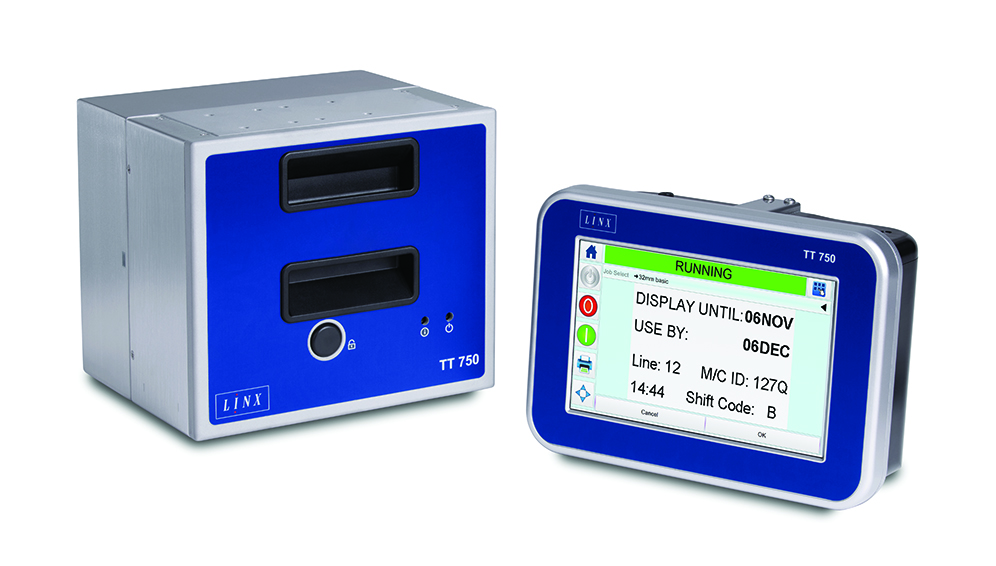 TT 750
LINX
LINX
TT 750
RUNNING
Job Select ➔32mm basic
DISPLAY UNTIL: 06NOV
USE BY: 06DEC
Line: 12 M/C ID: 127Q
14:44 Shift Code: B
Cancel OK